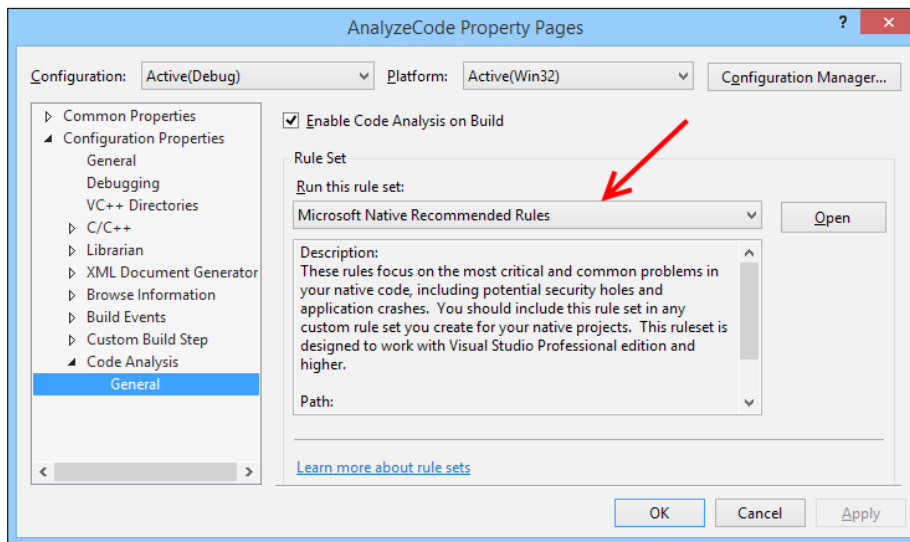 AnalyzeCode Property Pages
?
Configuration: Active(Debug) Platform: Active(Win32) Configuration Manager...
Common Properties
Configuration Properties
General
Debugging
VC++ Directories
C/C++
Librarian
XML Document Generator
Browse Information
Build Events
Custom Build Step
Code Analysis
General
Enable Code Analysis on Build
Rule Set
Run this rule set:
Microsoft Native Recommended Rules
Open
Description:
These rules focus on the most critical and common problems in
your native code, including potential security holes and
application crashes.  You should include this rule set in any
custom rule set you create for your native projects.  This ruleset is
designed to work with Visual Studio Professional edition and
higher.
Path:
Learn more about rule sets
OK Cancel Apply